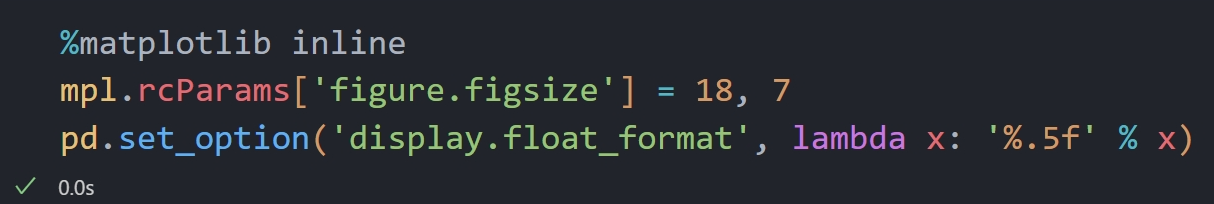 %matplotlib inline
mpl.rcParams['figure.figsize'] = 18, 7
pd.set_option('display.float_format', lambda x: '%.5f' % x)
0.0s